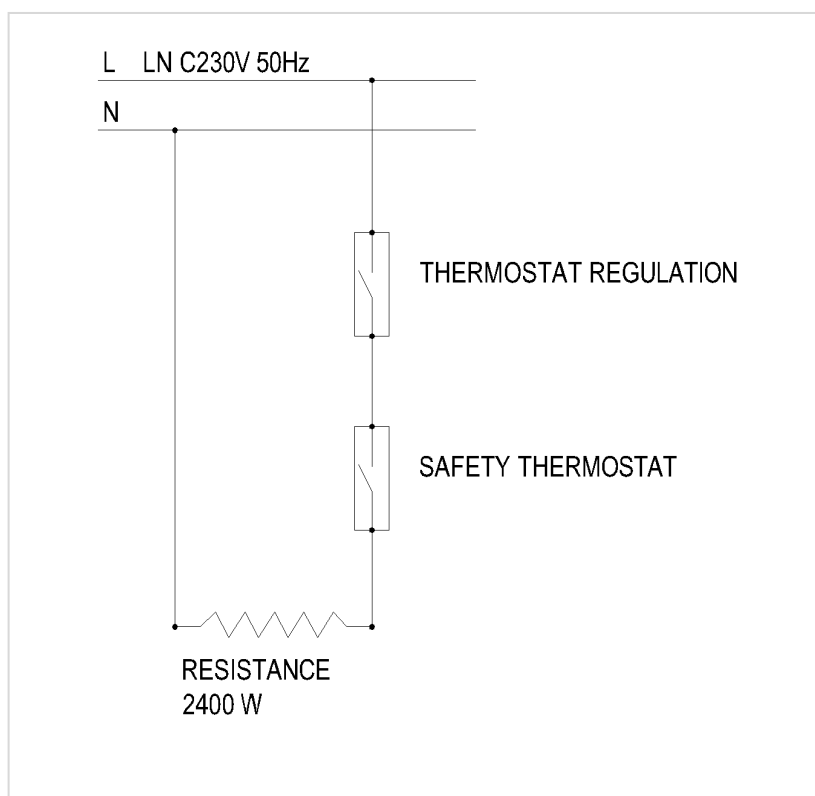 L LN C230V 50Hz
N
THERMOSTAT REGULATION
SAFETY THERMOSTAT
RESISTANCE
2400 W